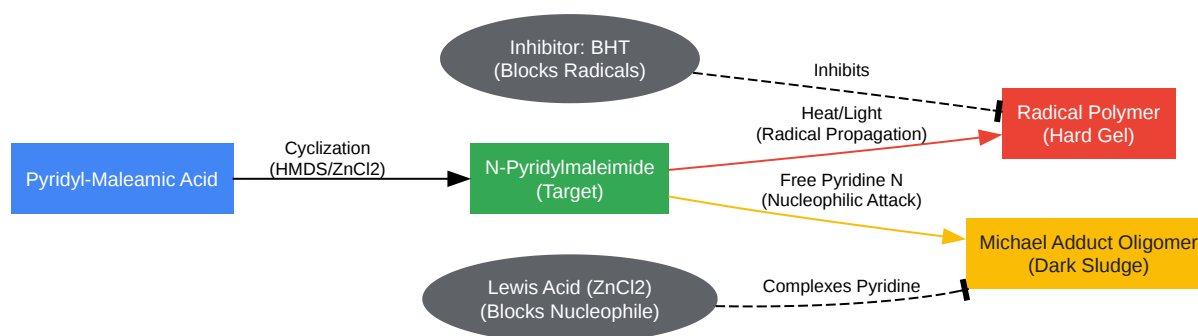 Inhibitor: BHT
(Blocks Radicals)
Inhibits
Radical Polymer
(Hard Gel)
Heat/Light
(Radical Propagation)
Cyclization
(HMDS/ZnCl2)
Pyridyl-Maleamic Acid
N-Pyridylmaleimide
(Target)
Free Pyridine N
(Nucleophilic Attack)
Michael Adduct Oligomer
(Dark Sludge)
Lewis Acid (ZnCl2)
(Blocks Nucleophile)
Complexes Pyridine